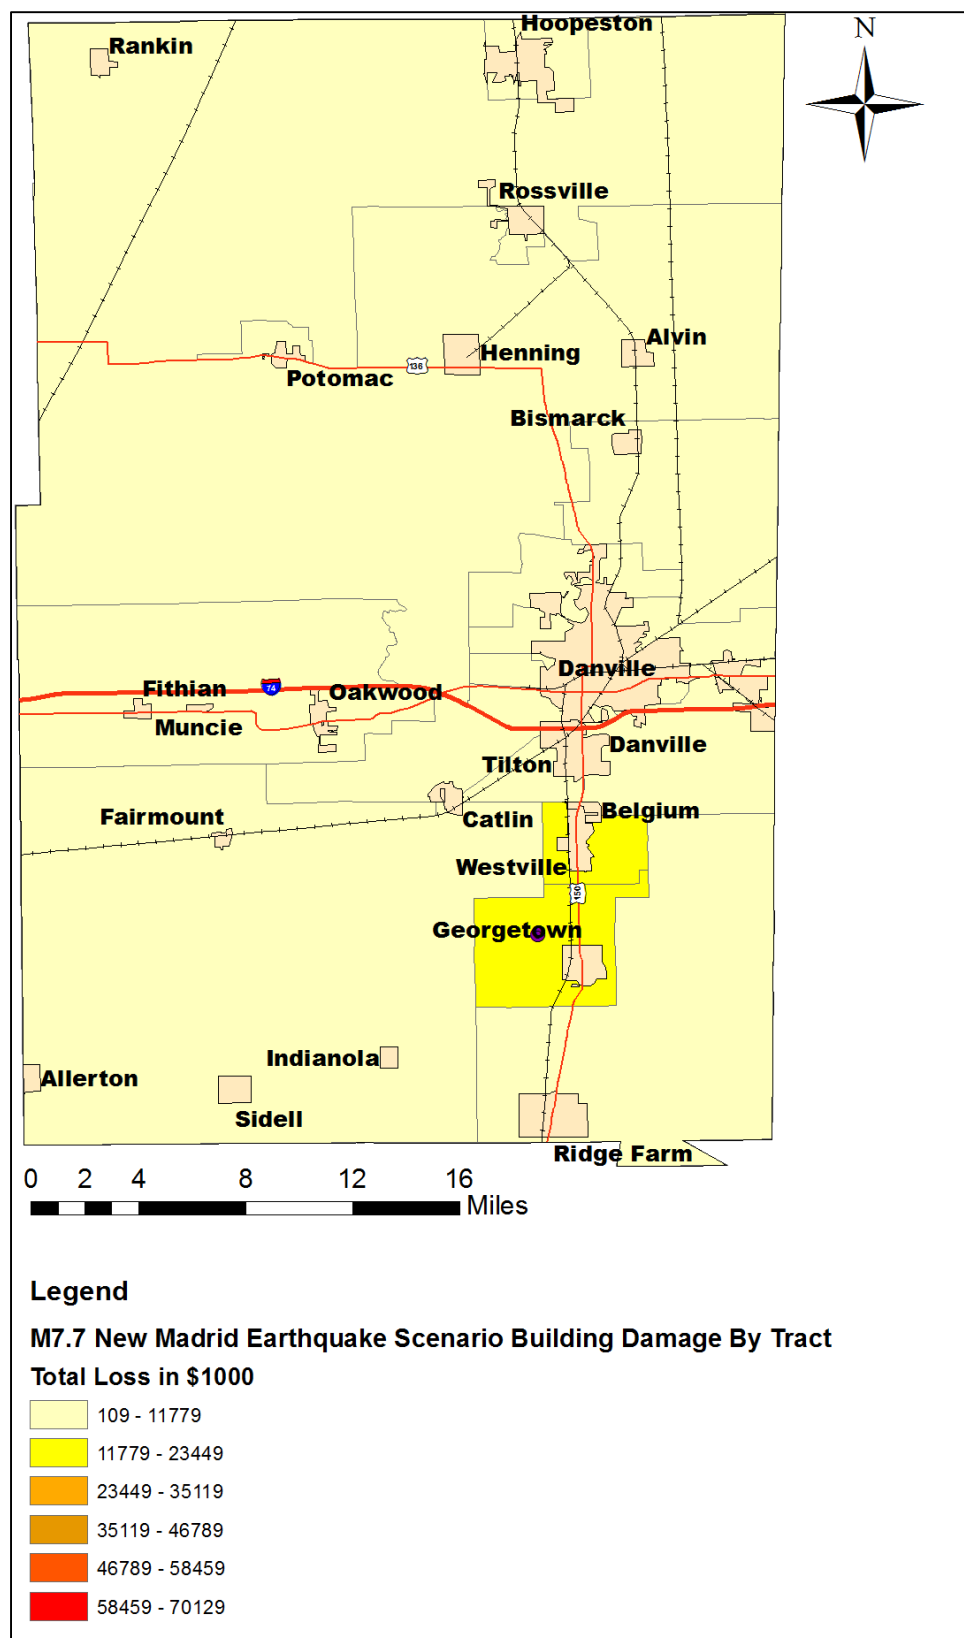 Hoopeston
N
Rankin
Rossville
Alvin
Henning
136
Potomac
Bismarck
Danville
Fithian
74
Oakwood
Muncie
Danville
Tilton
Belgium
Fairmount
Catlin
Westville
150
Georgetown
Indianola
Allerton
Sidell
Ridge Farm
0 2 4 8 12 16
Miles
Legend
M7.7 New Madrid Earthquake Scenario Building Damage By Tract
Total Loss in $1000
109 - 11779
11779 - 23449
23449 - 35119
35119 - 46789
46789 - 58459
58459 - 70129